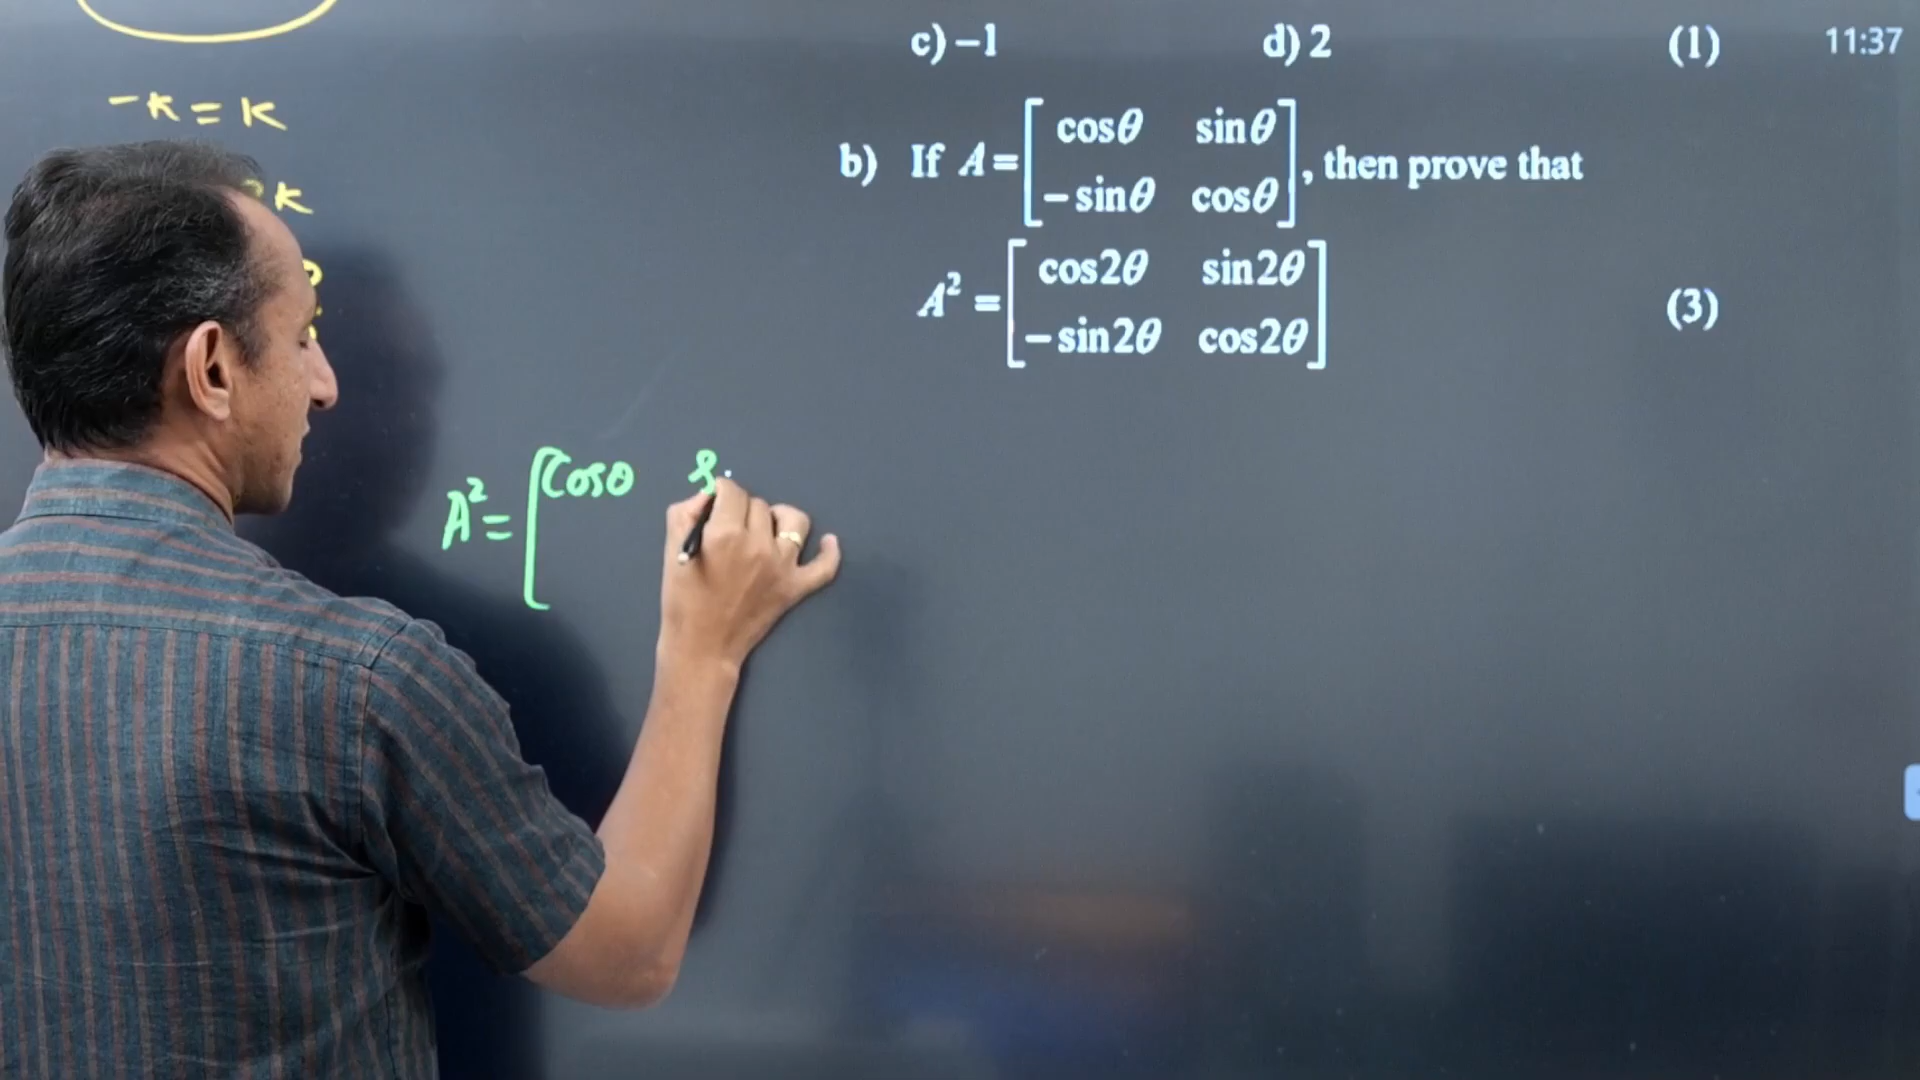 c) −1 d) 2 (1) 11:37
−K = K
b) If A = [cosθ sinθ
−sinθ cosθ], then prove that
K
A² = [cos2θ sin2θ
−sin2θ cos2θ] (3)
A² = [Cosθ